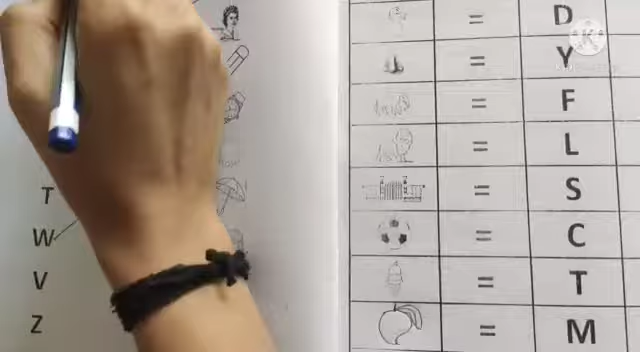 T
W
V
Z
= D
= Y
= F
= L
= S
= C
= T
= M